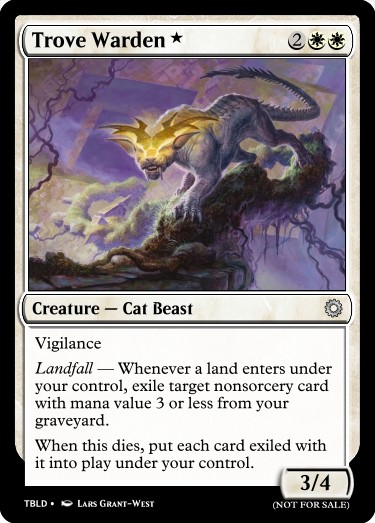 Trove Warden ★ 2
Creature — Cat Beast
Vigilance
Landfall — Whenever a land enters under
your control, exile target nonsorcery card
with mana value 3 or less from your
graveyard.
When this dies, put each card exiled with
it into play under your control.
3/4
TBLD • Lars Grant-West
(NOT FOR SALE)